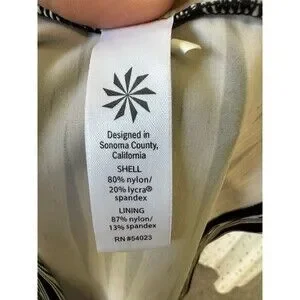 Designed in
Sonoma County,
California
SHELL
80% nylon/
20% lycra®
spandex
LINING
87% nylon/
13% spandex
RN #54023